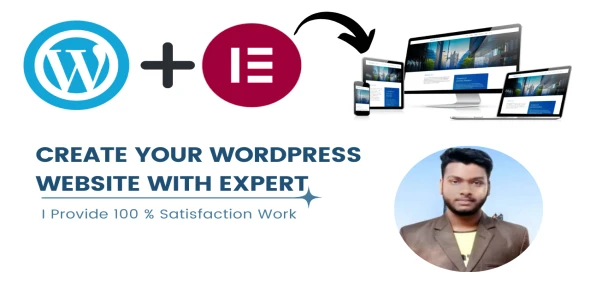 CREATE YOUR WORDPRESS
WEBSITE WITH EXPERT
I Provide 100 % Satisfaction Work